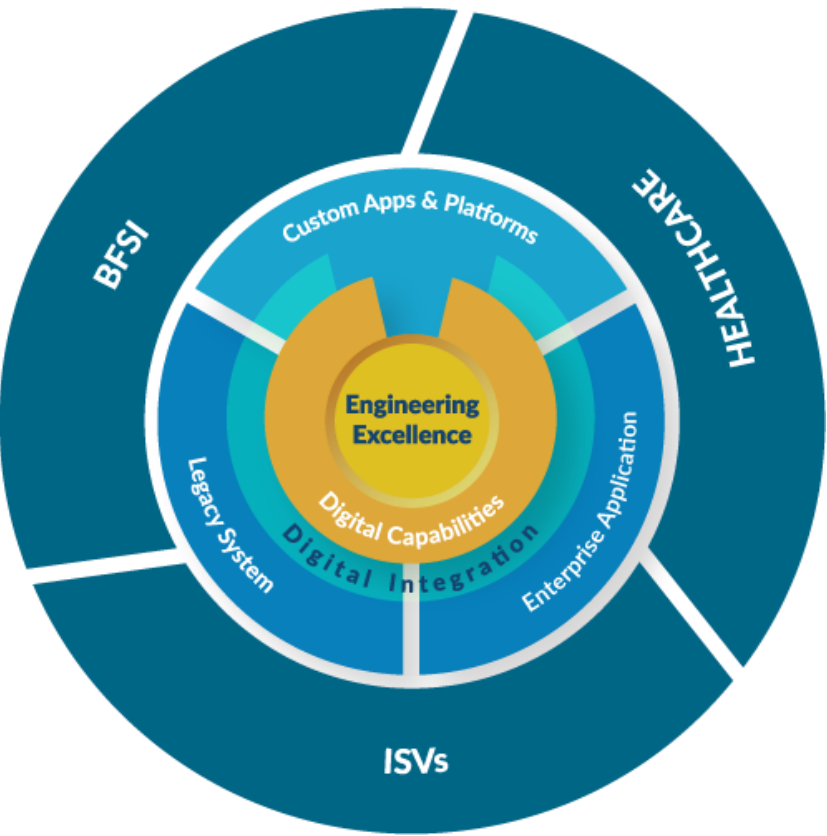 BFSI
HEALTHCARE
Custom Apps & Platforms
Engineering
Excellence
Digital Capabilities
Digital Integration
Legacy System
Enterprise Application
ISVs